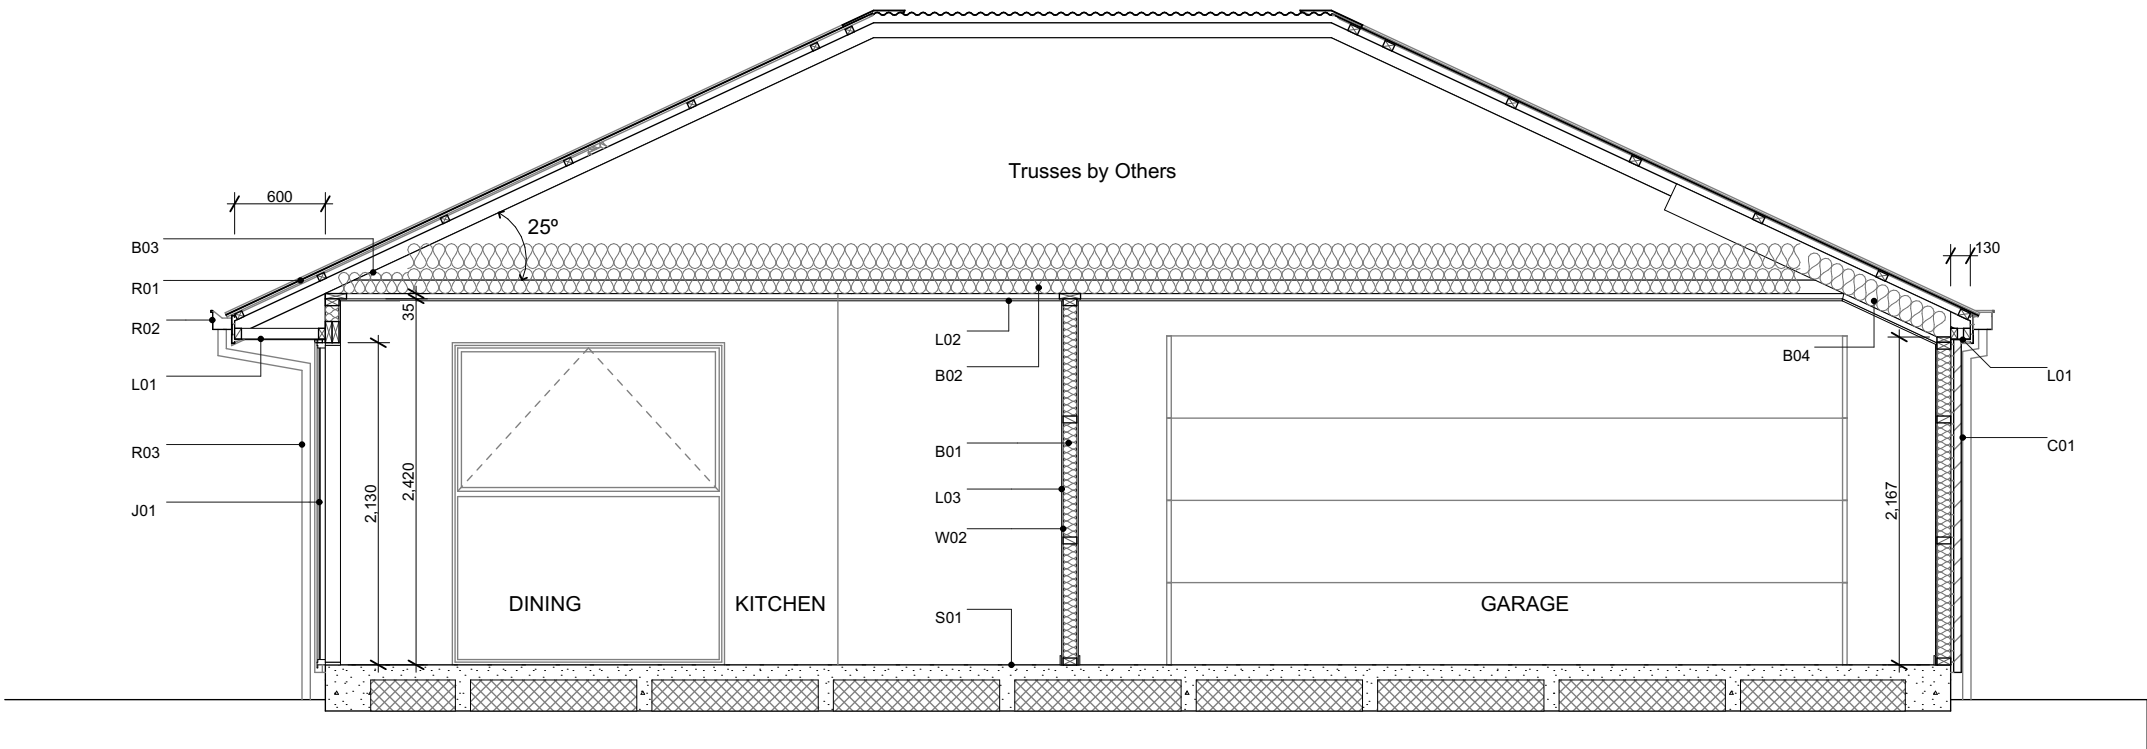 Trusses by Others
600
25º
B03
130
R01
R02
35
L02
L01
B02
B04
L01
R03
B01
C01
2,130
2,420
L03
2,167
J01
W02
DINING
KITCHEN
GARAGE
S01